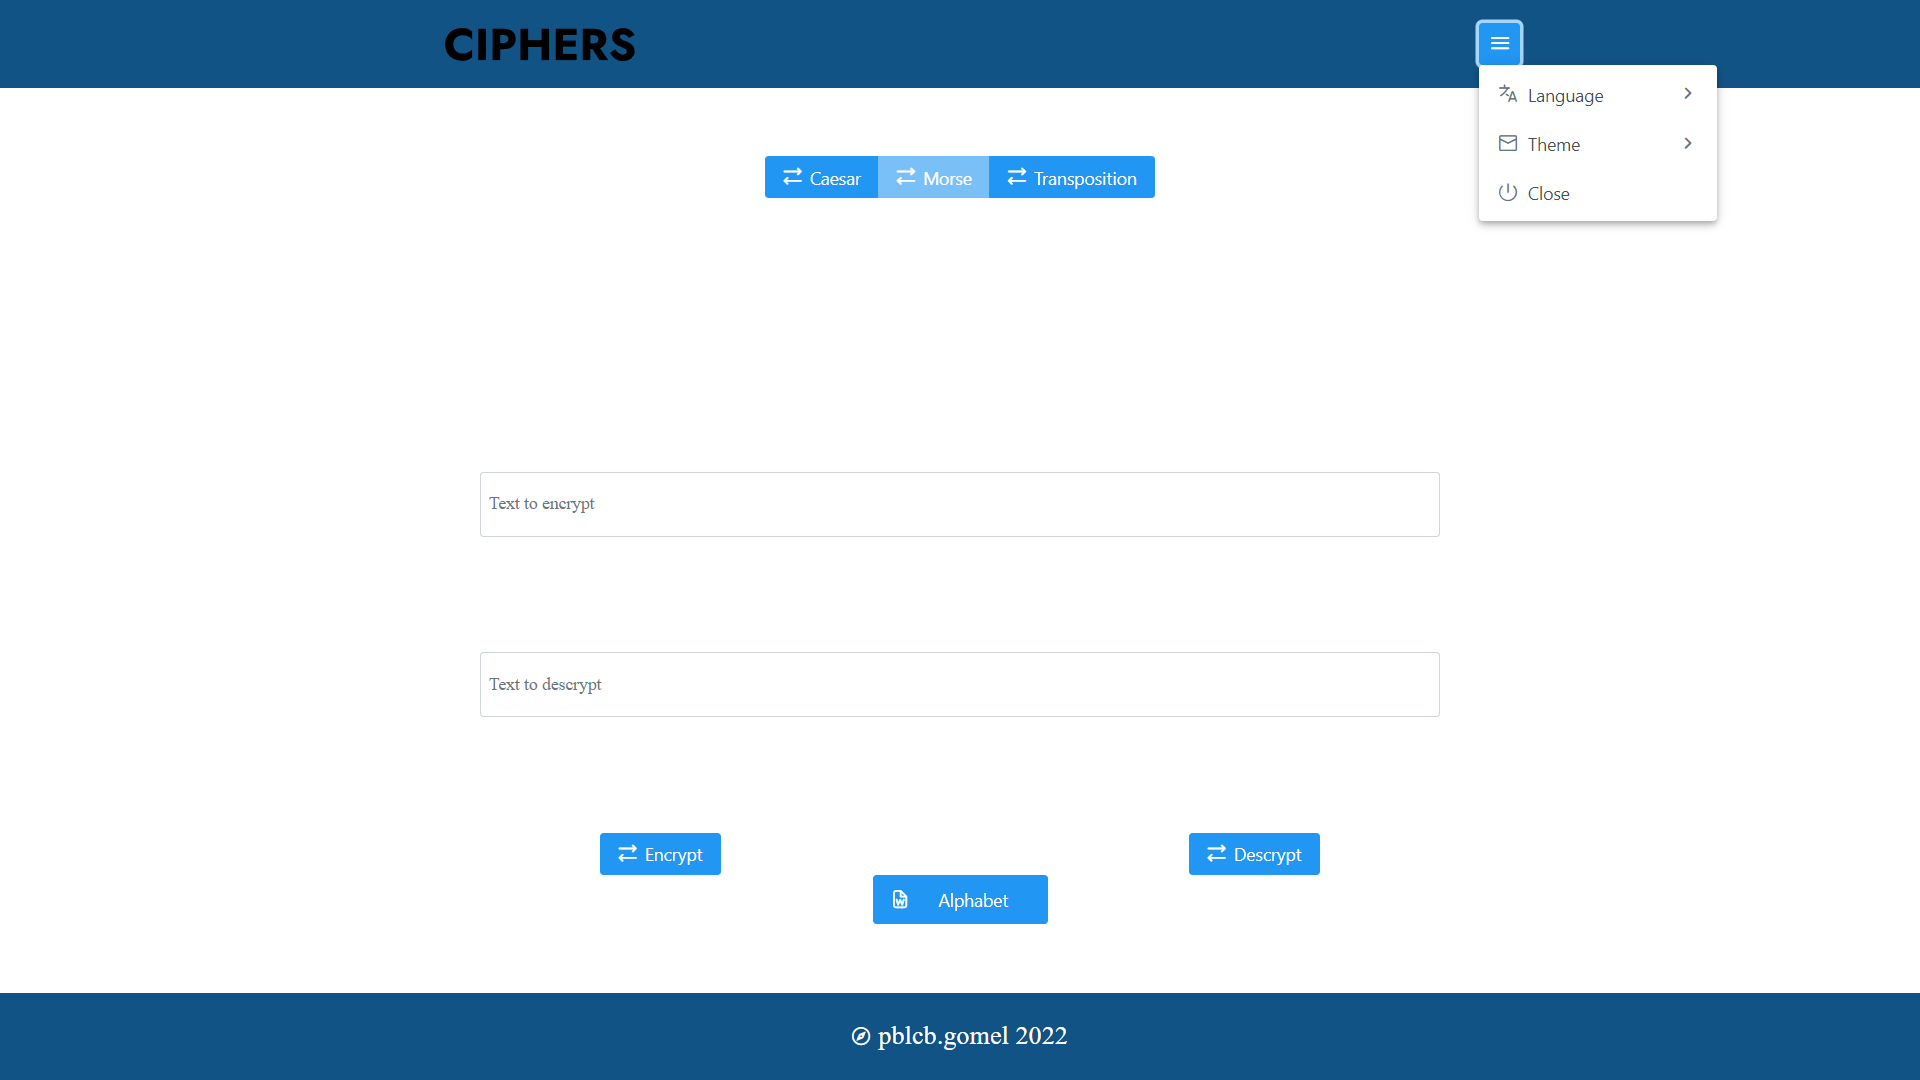 CIPHERS
Language
Theme
Close
Caesar
Morse
Transposition
Text to encrypt
Text to descrypt
Encrypt
Descrypt
Alphabet
pblcb.gomel 2022